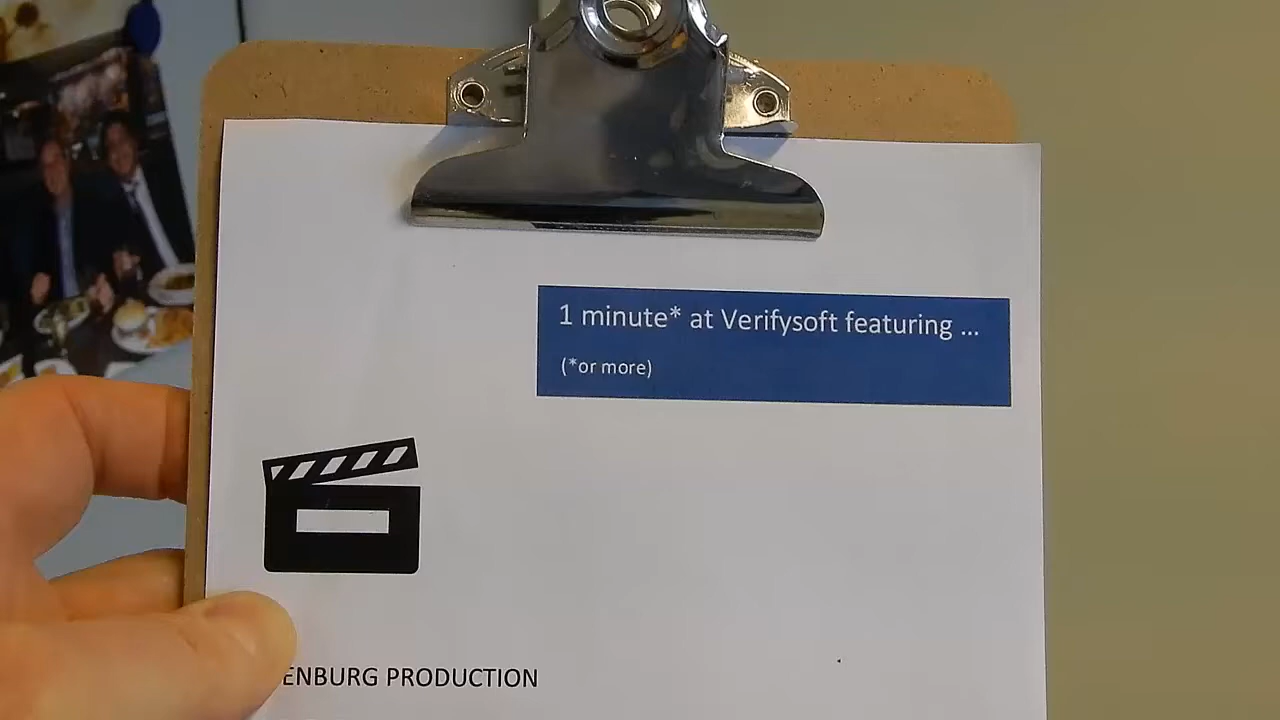 1 minute* at Verifysoft featuring ...
(*or more)
ENBURG PRODUCTION